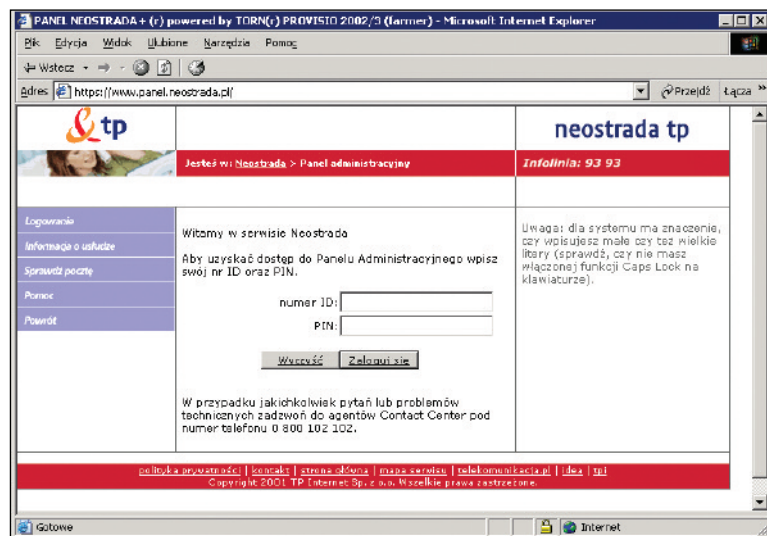 PANEL NEOSTRADA+ (r) powered by TORN(r) PROVISIO 2002/3 (farmer) - Microsoft Internet Explorer
Plik Edycja Widok Ulubione Narzędzia Pomoc
Wstecz
Adres https://www.panel.neostrada.pl/ Przejdź Łącza »
tp
neostrada tp
Jesteś w: Neostrada > Panel administracyjny
Infolinia: 93 93
Logowanie
Informacje o usłudze
Sprawdź pocztę
Pomoc
Powrót
Witamy w serwisie Neostrada
Aby uzyskać dostęp do Panelu Administracyjnego wpisz
swój nr ID oraz PIN.
numer ID:
PIN:
Wyczyść Zaloguj się
W przypadku jakichkolwiek pytań lub problemów
technicznych zadzwoń do agentów Contact Center pod
numer telefonu 0 800 102 102.
Uwaga: dla systemu ma znaczenie,
czy wpisujesz małe czy też wielkie
litery (sprawdź, czy nie masz
włączonej funkcji Caps Lock na
klawiaturze).
polityka prywatności | kontakt | strona główna | mapa serwisu | telekomunikacja.pl | idea | tpi
Copyright 2001 TP Internet Sp. z o.o. Wszelkie prawa zastrzeżone.
Gotowe
Internet